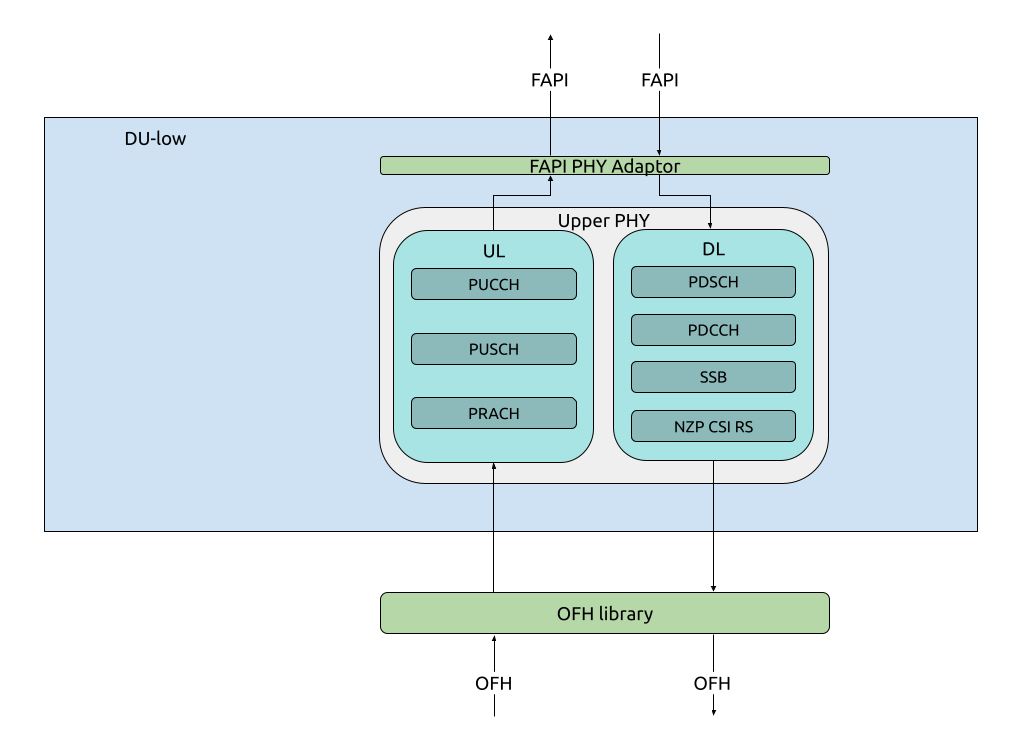 FAPI
FAPI
DU-low
FAPI PHY Adaptor
Upper PHY
UL
PUCCH
PUSCH
PRACH
DL
PDSCH
PDCCH
SSB
NZP CSI RS
OFH library
OFH
OFH